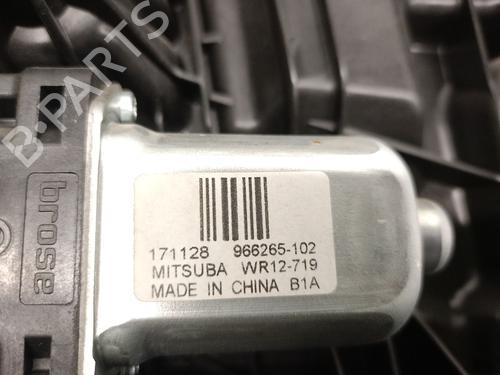 B·PARTS
brose
171128 966265-102
MITSUBA WR12-719
MADE IN CHINA B1A